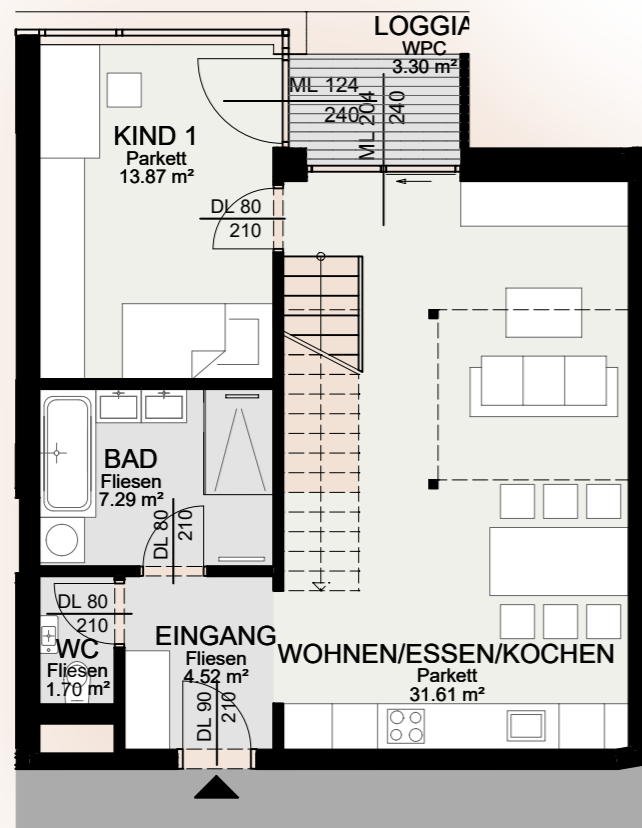 LOGGIA
WPC
3.30 m²
ML 124
240
ML 204
240
KIND 1
Parkett
13.87 m²
DL 80
210
BAD
Fliesen
7.29 m²
DL 80
210
DL 80
210
WC
Fliesen
1.70 m²
EINGANG
Fliesen
4.52 m²
DL 90
210
WOHNEN/ESSEN/KOCHEN
Parkett
31.61 m²